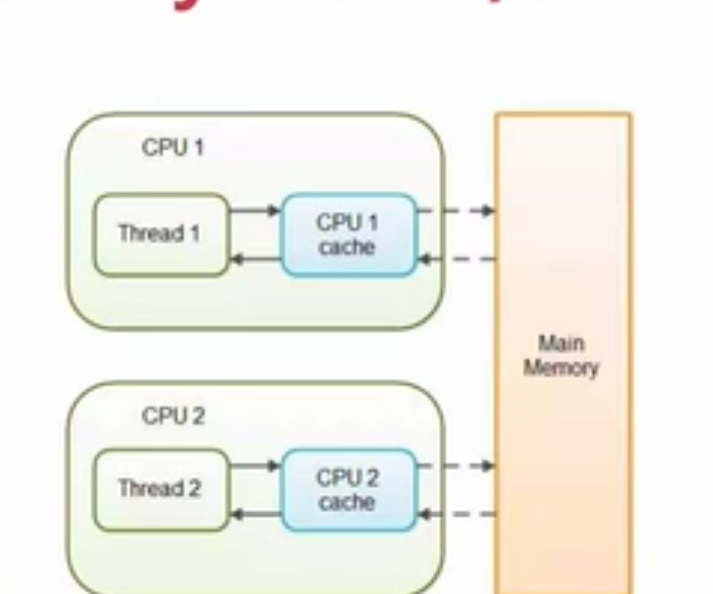 CPU 1
Thread 1
CPU 1
cache
Main
Memory
CPU 2
Thread 2
CPU 2
cache